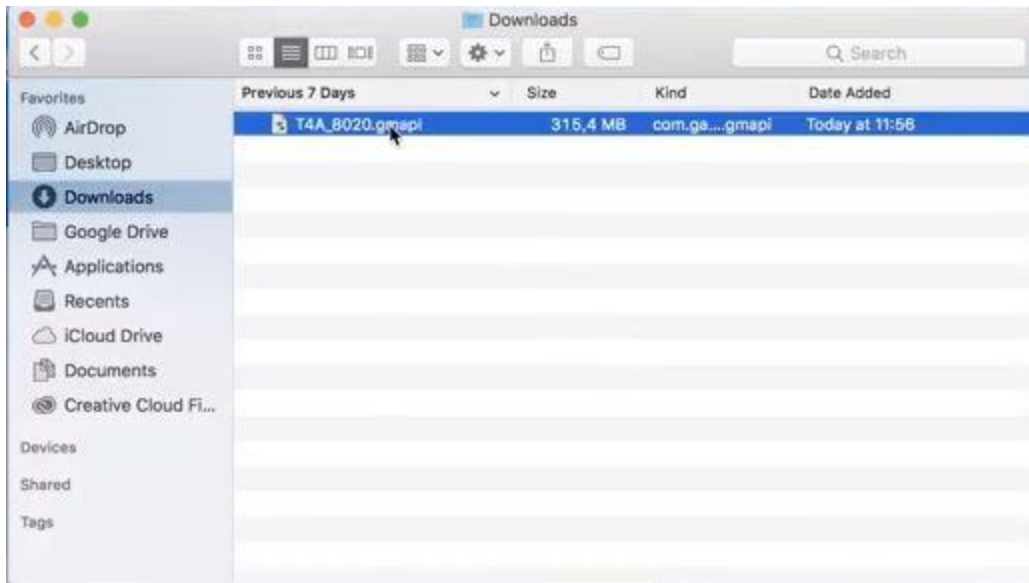 Downloads
Search
Favorites
AirDrop
Desktop
Downloads
Google Drive
Applications
Recents
iCloud Drive
Documents
Creative Cloud Fi...
Devices
Shared
Tags
Previous 7 Days Size Kind Date Added
T4A_8020.gmapi 315,4 MB com.ga....gmapi Today at 11:56